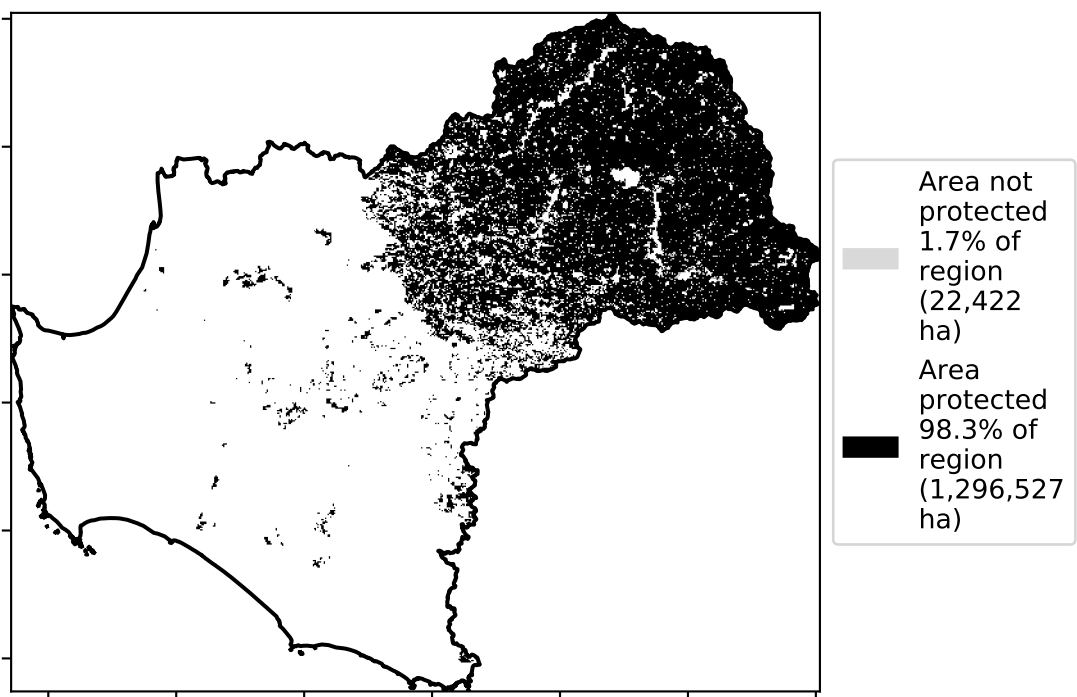 Area not
protected
1.7% of
region
(22,422
ha)
Area
protected
98.3% of
region
(1,296,527
ha)